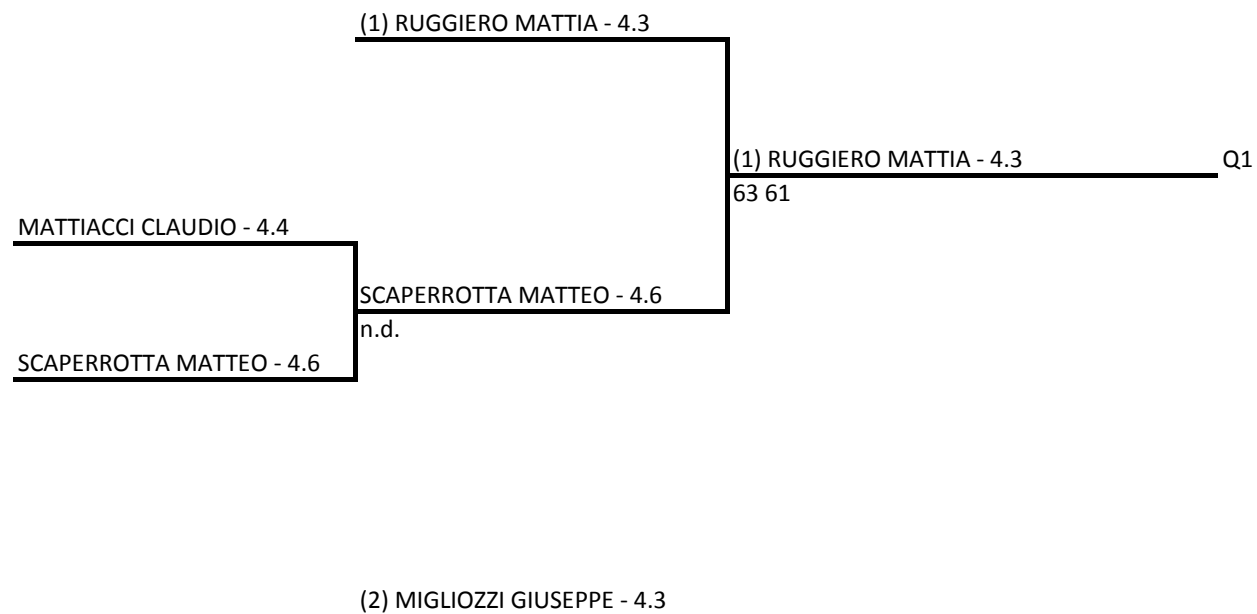 (1) RUGGIERO MATTIA - 4.3
(1) RUGGIERO MATTIA - 4.3 Q1
63 61
MATTIACCI CLAUDIO - 4.4
SCAPERROTTA MATTEO - 4.6
n.d.
SCAPERROTTA MATTEO - 4.6
(2) MIGLIOZZI GIUSEPPE - 4.3